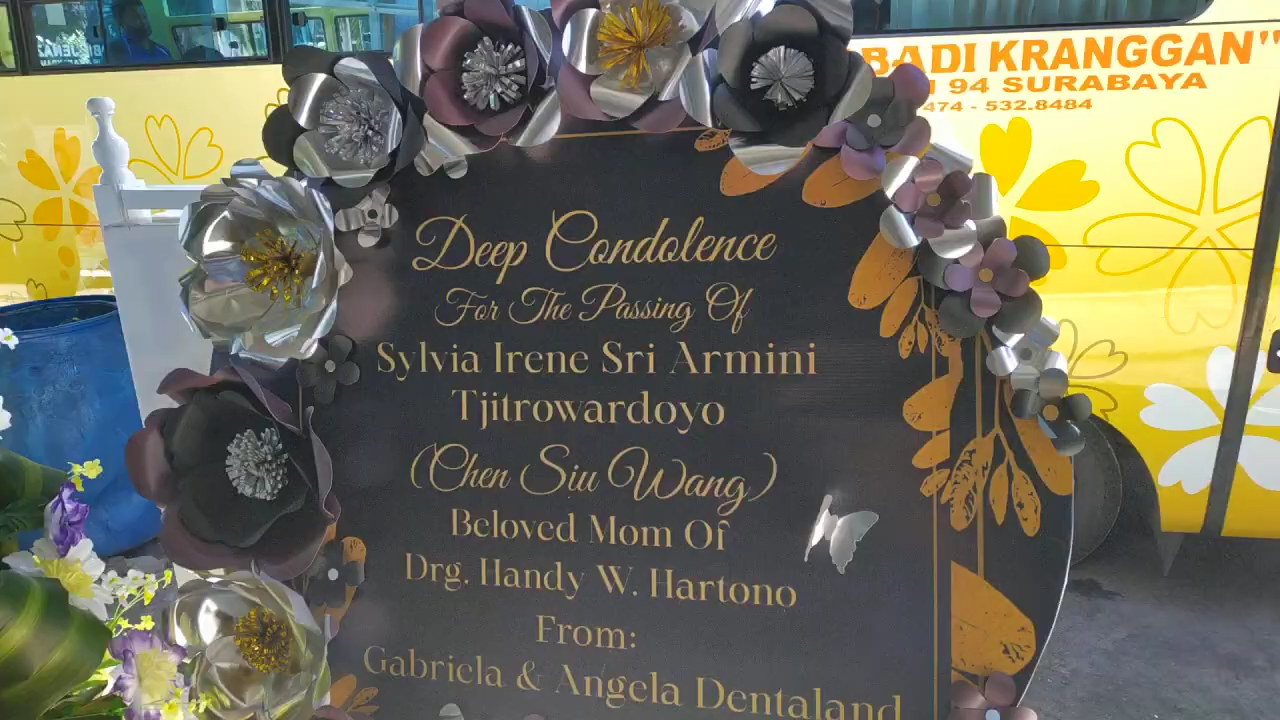 BADI KRANGGAN"
94 SURABAYA
474 - 532.8484
Deep Condolence
For The Passing Of
Sylvia Irene Sri Armini
Tjitrowardoyo
(Chen Siu Wang)
Beloved Mom Of
Drg. Handy W. Hartono
From:
Gabriela & Angela Dentaland